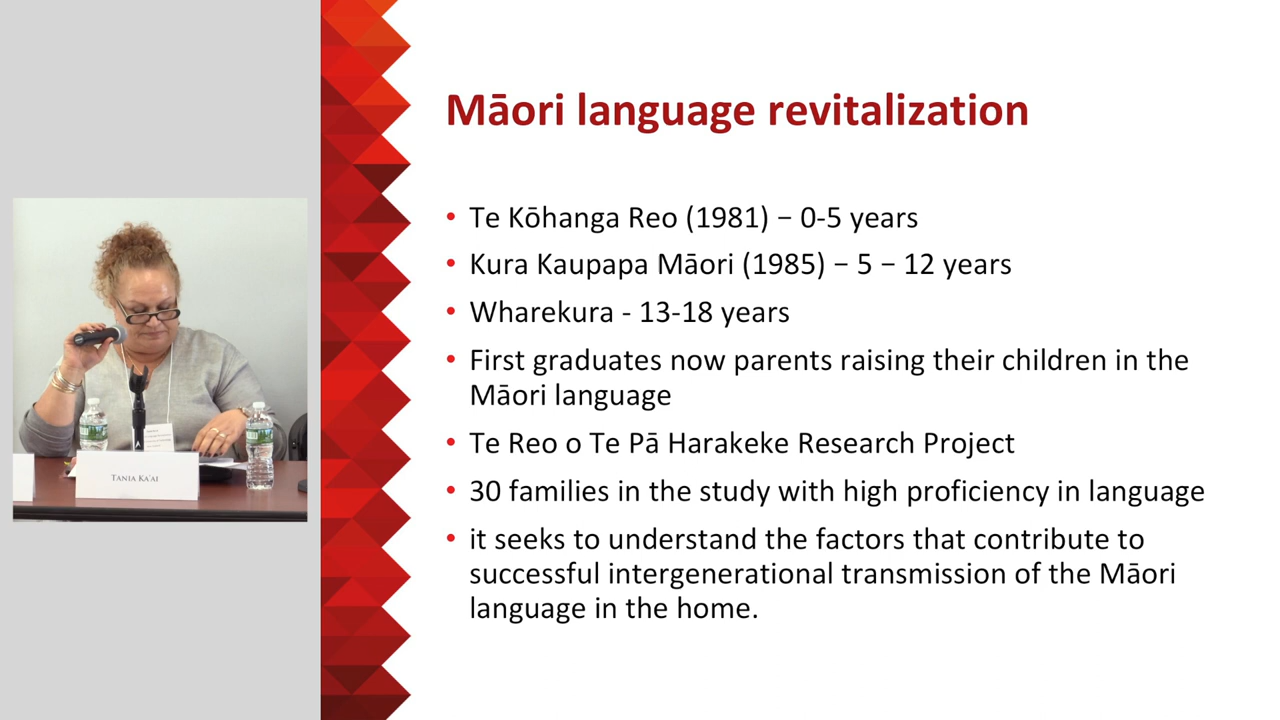 Māori language revitalization
• Te Kōhanga Reo (1981) − 0-5 years
• Kura Kaupapa Māori (1985) − 5 − 12 years
• Wharekura - 13-18 years
• First graduates now parents raising their children in the
Māori language
• Te Reo o Te Pā Harakeke Research Project
• 30 families in the study with high proficiency in language
• it seeks to understand the factors that contribute to
successful intergenerational transmission of the Māori
language in the home.
TANIA KA'AI